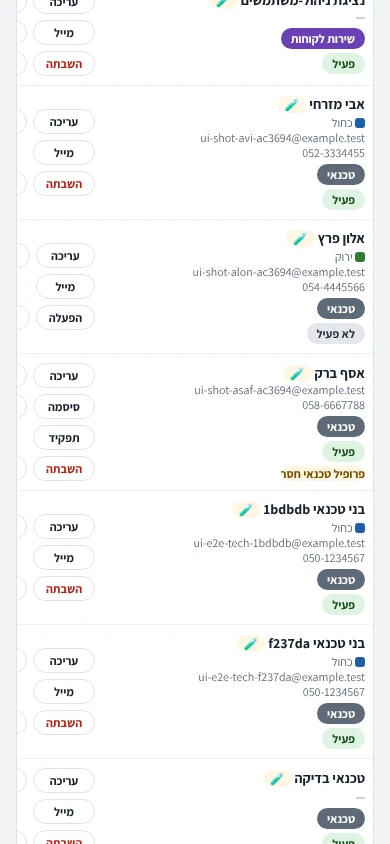 נציגת ניהול-משתמשים 🧪
עריכה
—
מייל
שירות לקוחות
פעיל
השבתה
אבי מזרחי 🧪
כחול
ui-shot-avi-ac3694@example.test
052-3334455
טכנאי
פעיל
עריכה
מייל
השבתה
אלון פרץ 🧪
ירוק
ui-shot-alon-ac3694@example.test
054-4445566
טכנאי
לא פעיל
עריכה
מייל
הפעלה
אסף ברק 🧪
ui-shot-asaf-ac3694@example.test
058-6667788
טכנאי
פעיל
פרופיל טכנאי חסר
עריכה
סיסמה
תפקיד
השבתה
בני טכנאי 1bdbdb 🧪
כחול
ui-e2e-tech-1bdbdb@example.test
050-1234567
טכנאי
פעיל
עריכה
מייל
השבתה
בני טכנאי f237da 🧪
כחול
ui-e2e-tech-f237da@example.test
050-1234567
טכנאי
פעיל
עריכה
מייל
השבתה
טכנאי בדיקה 🧪
—
טכנאי
פעיל
עריכה
מייל
השבתה